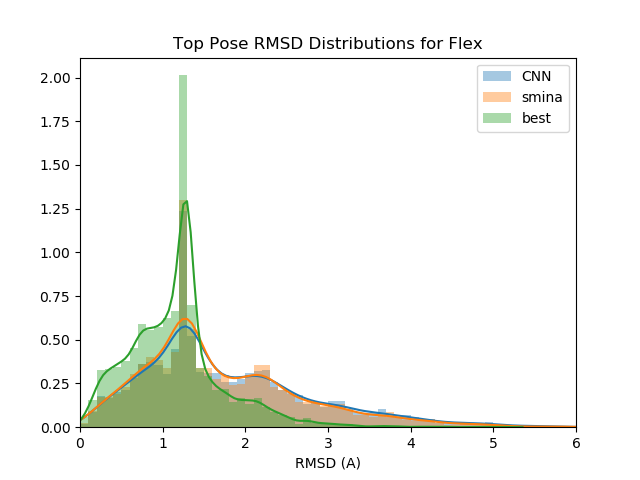 Top Pose RMSD Distributions for Flex
CNN
smina
best
2.00
1.75
1.50
1.25
1.00
0.75
0.50
0.25
0.00
0 1 2 3 4 5 6
RMSD (A)